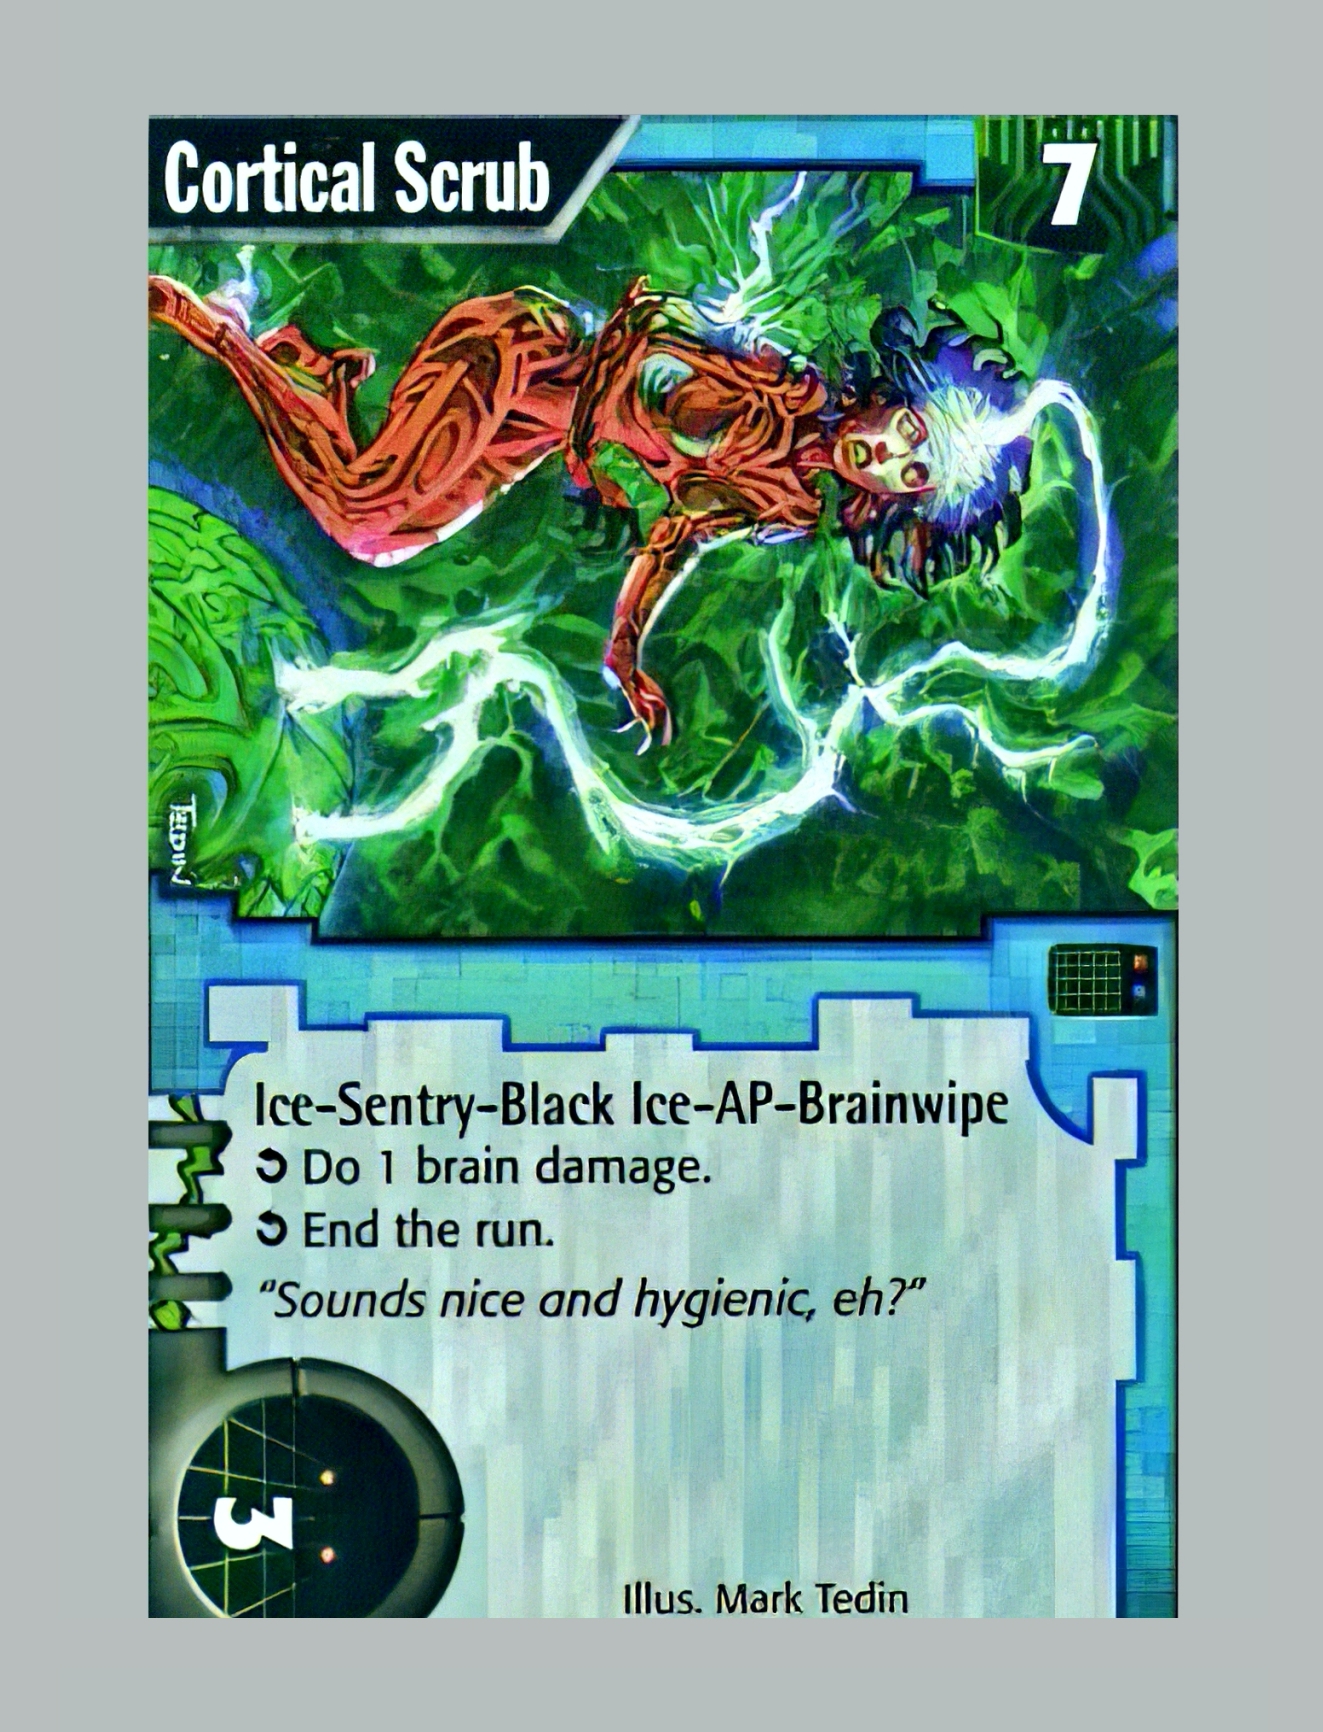 Cortical Scrub
7
Tedin
Ice-Sentry-Black Ice-AP-Brainwipe
Do 1 brain damage.
End the run.
"Sounds nice and hygienic, eh?"
3
Illus. Mark Tedin